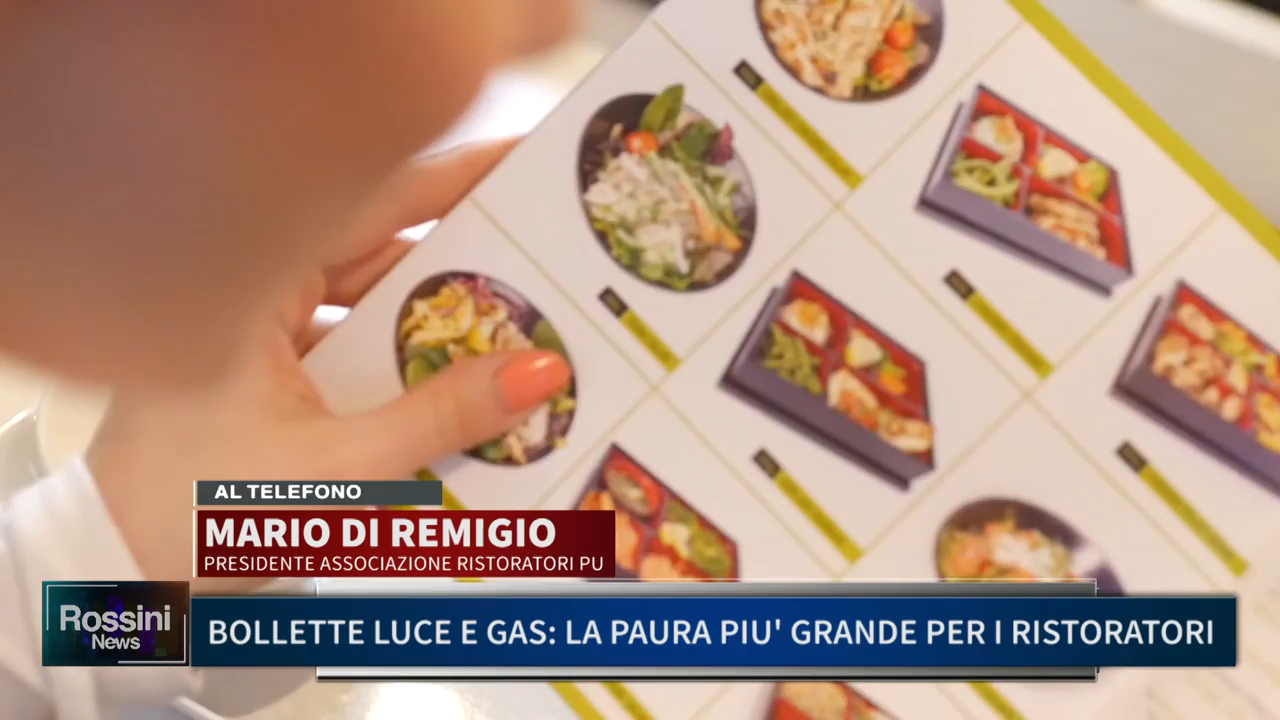 AL TELEFONO
MARIO DI REMIGIO
PRESIDENTE ASSOCIAZIONE RISTORATORI PU
Rossini
News
BOLLETTE LUCE E GAS: LA PAURA PIU' GRANDE PER I RISTORATORI